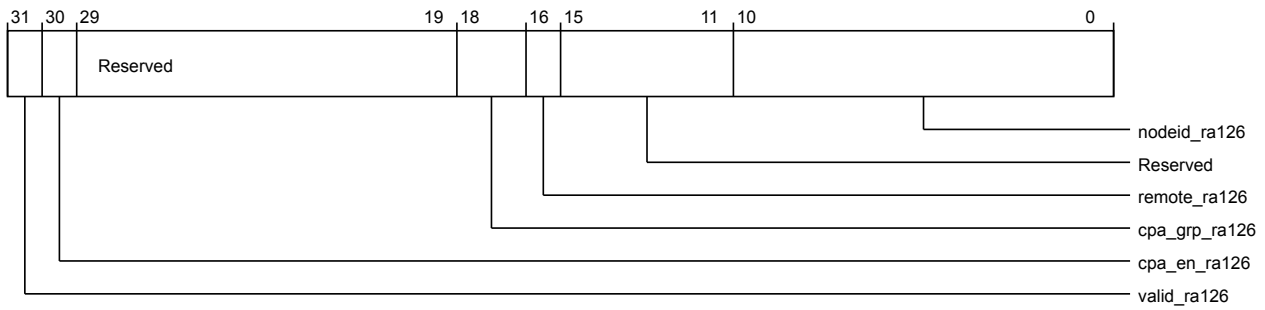 31 30 29 19 18 16 15 11 10 0
Reserved
nodeid_ra126
Reserved
remote_ra126
cpa_grp_ra126
cpa_en_ra126
valid_ra126